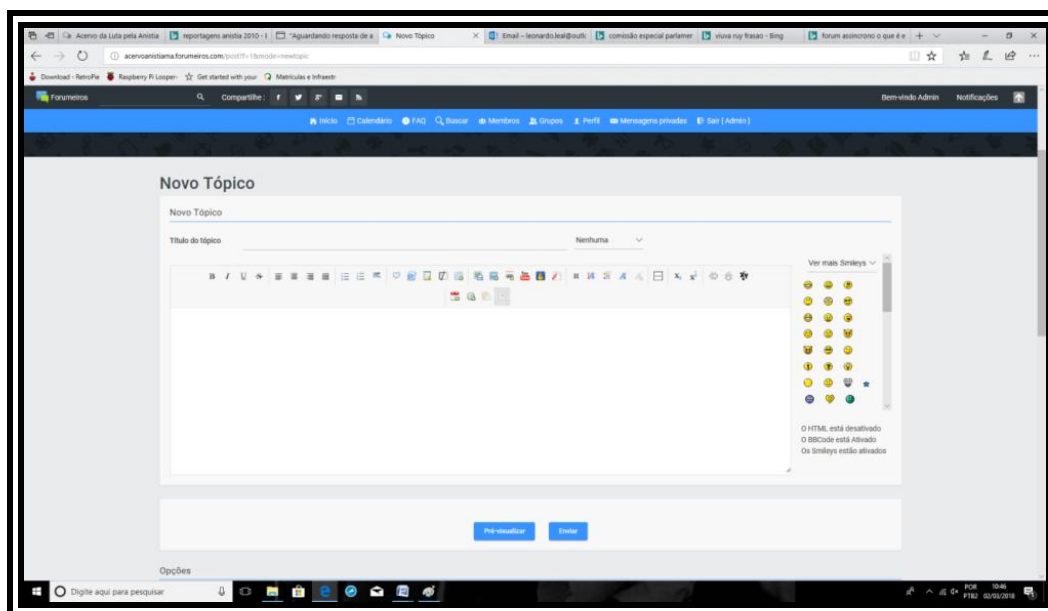 Acervo da Luta pela Anistia
reportagens anistia 2010 - I
"Aguardando resposta de a
Novo Tópico
Email – leonardo.leal@outl
comissão especial parlamer
viuva ruy frasao - Bing
forum assincrono o que é e
acervoanistiama.forumeiros.com/post?f=1&mode=newtopic
Download - RetroPie
Raspberry Pi Looper-
Get started with your
Matrículas e Infraestr
Forumeiros
Compartilhe :
Bem-vindo Admin
Notificações
Início
Calendário
FAQ
Buscar
Membros
Grupos
Perfil
Mensagens privadas
Sair [ Admin ]
Novo Tópico
Novo Tópico
Título do tópico
Nenhuma
Ver mais Smileys
O HTML está desativado
O BBCode está Ativado
Os Smileys estão ativados
Pré-visualizar
Enviar
Opções
Digite aqui para pesquisar
POR 10:46
PTB2 02/03/2018